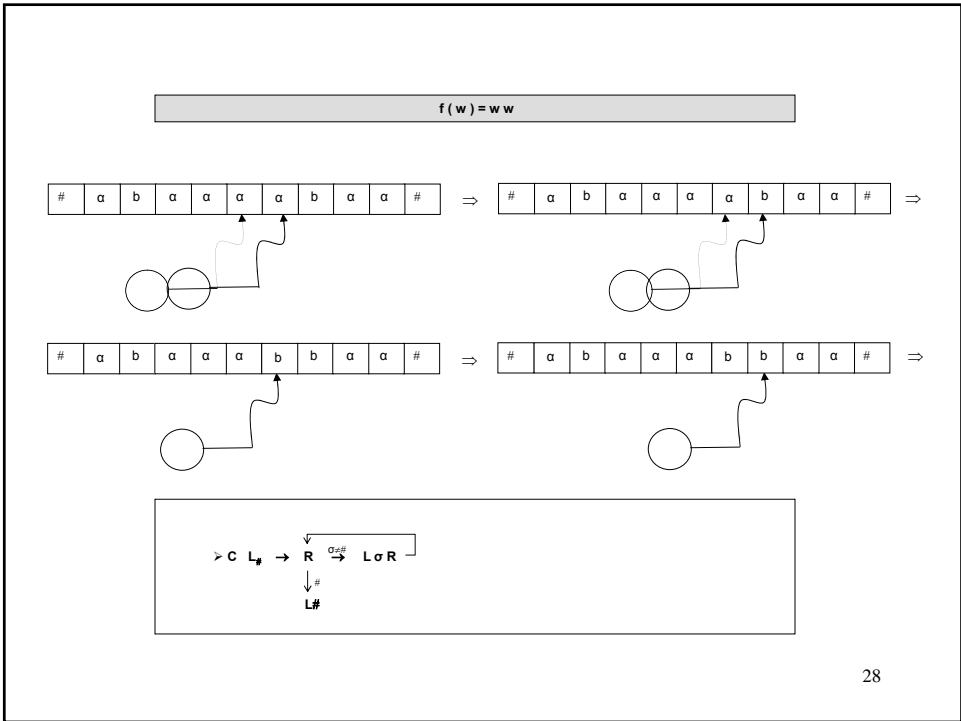 f ( w ) = w w
# α b α α α α b α α # ⇒ # α b α α α α b α α # ⇒
# α b α α α b b α α # ⇒ # α b α α α b b α α # ⇒
➢ C L# → R σ≠# → L σ R
↓ #
L#
28